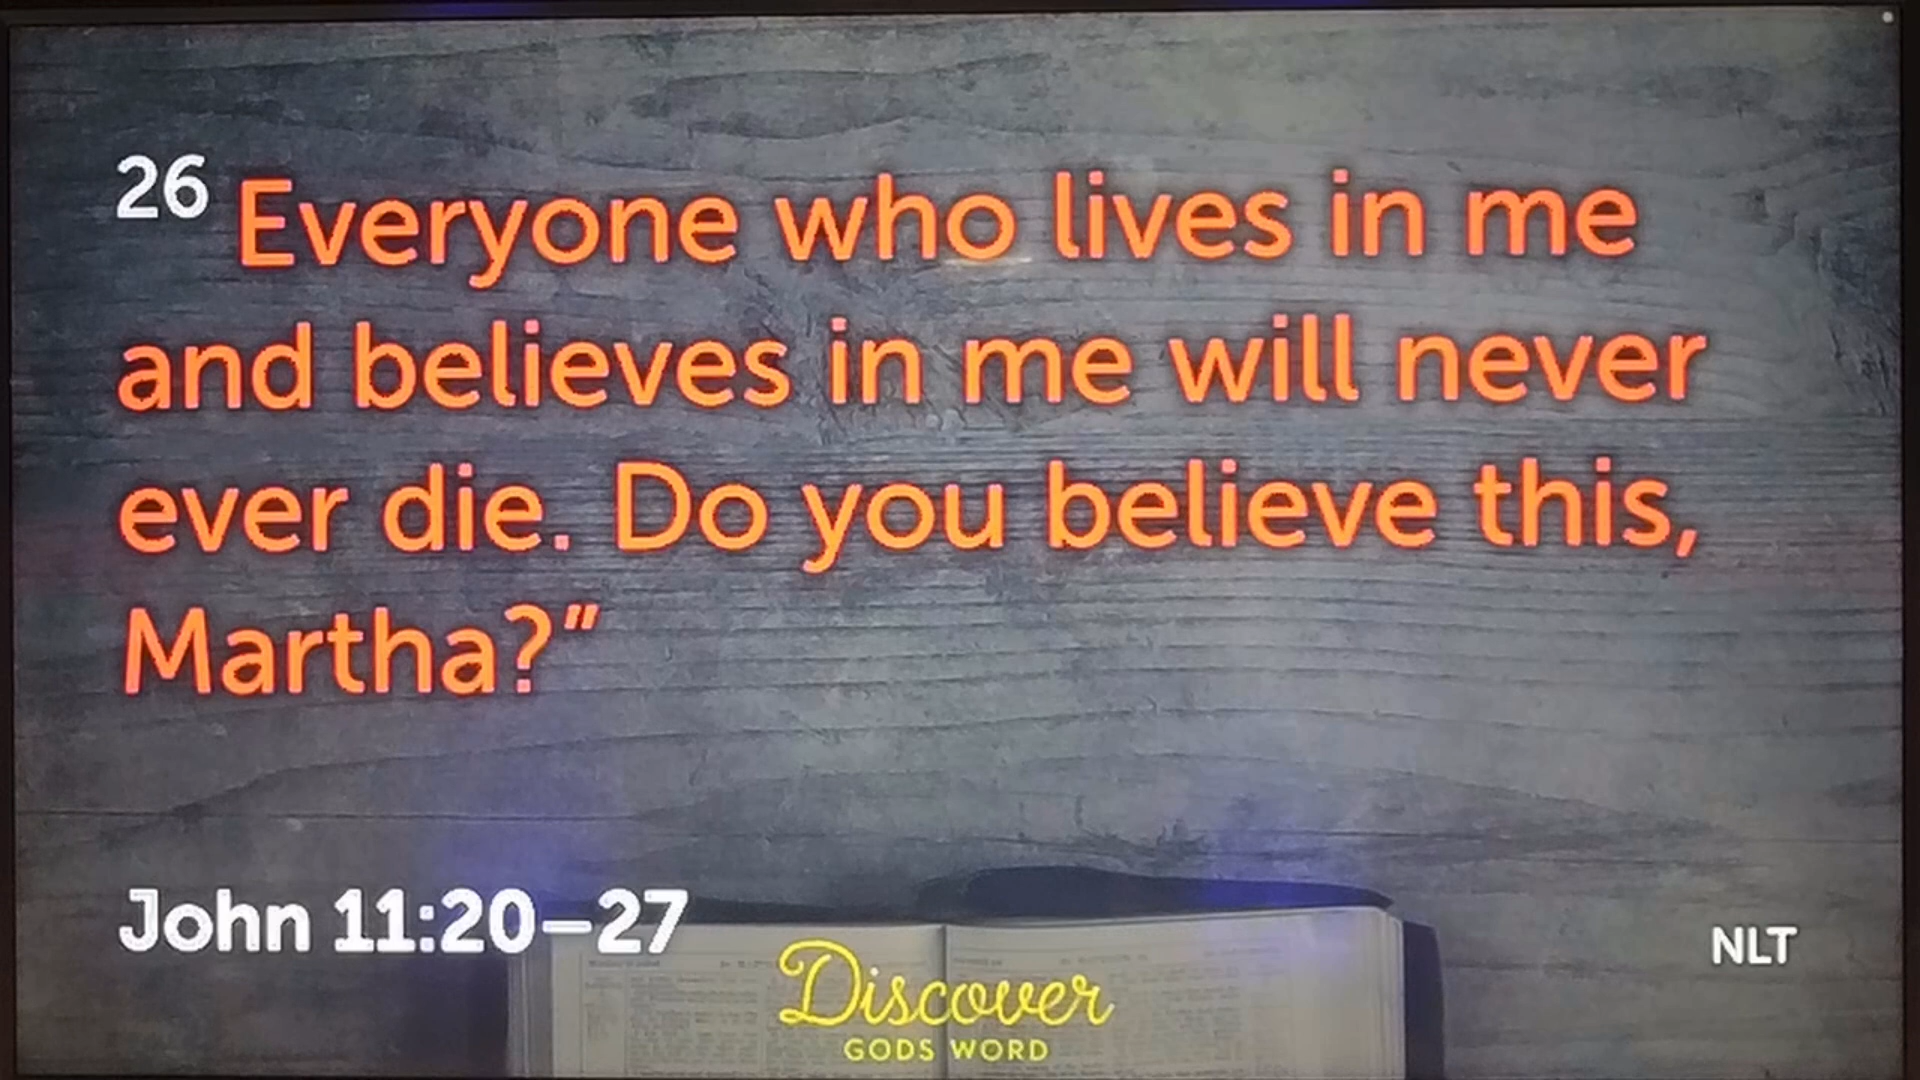 26 Everyone who lives in me
and believes in me will never
ever die. Do you believe this,
Martha?”
John 11:20–27
NLT
Discover
GODS WORD